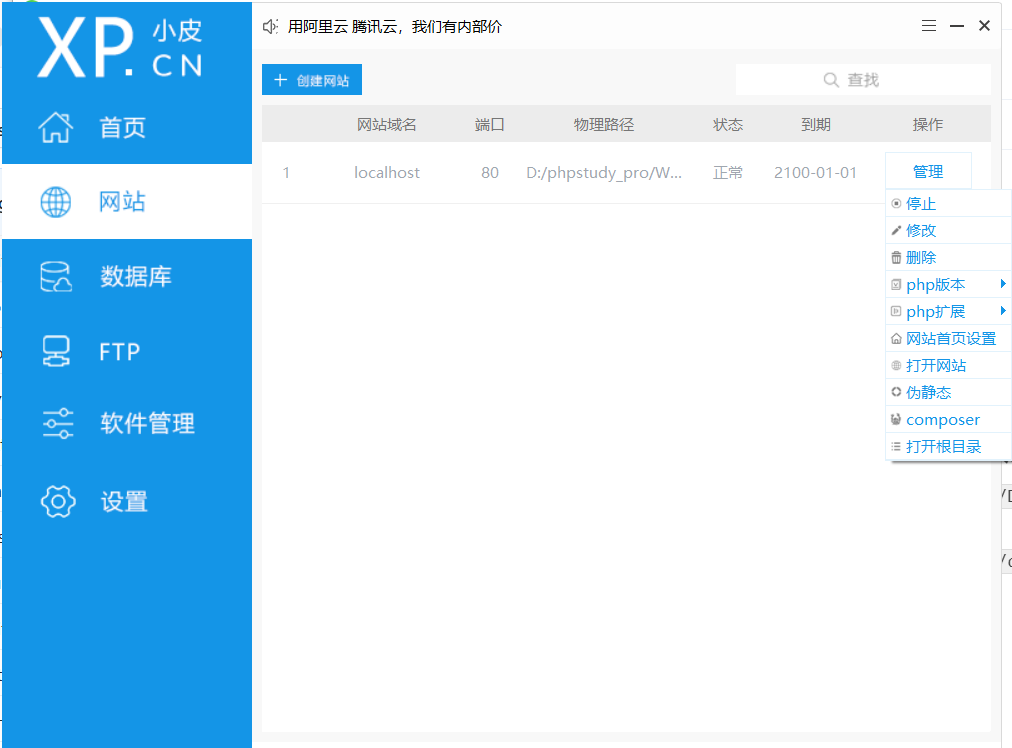 XP.小皮
CN
首页
网站
数据库
FTP
软件管理
设置
用阿里云 腾讯云，我们有内部价
创建网站
查找
网站域名 端口 物理路径 状态 到期 操作
1 localhost 80 D:/phpstudy_pro/W... 正常 2100-01-01 管理
停止
修改
删除
php版本
php扩展
网站首页设置
打开网站
伪静态
composer
打开根目录